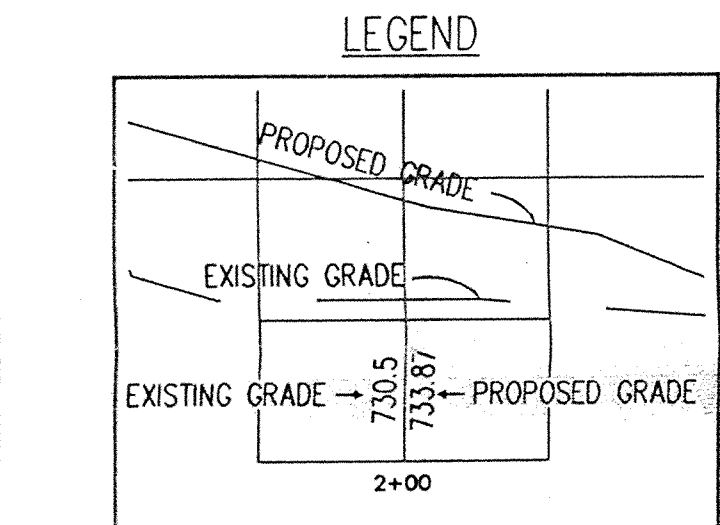 LEGEND
PROPOSED GRADE
EXISTING GRADE
EXISTING GRADE
730.5
733.87
PROPOSED GRADE
2+00